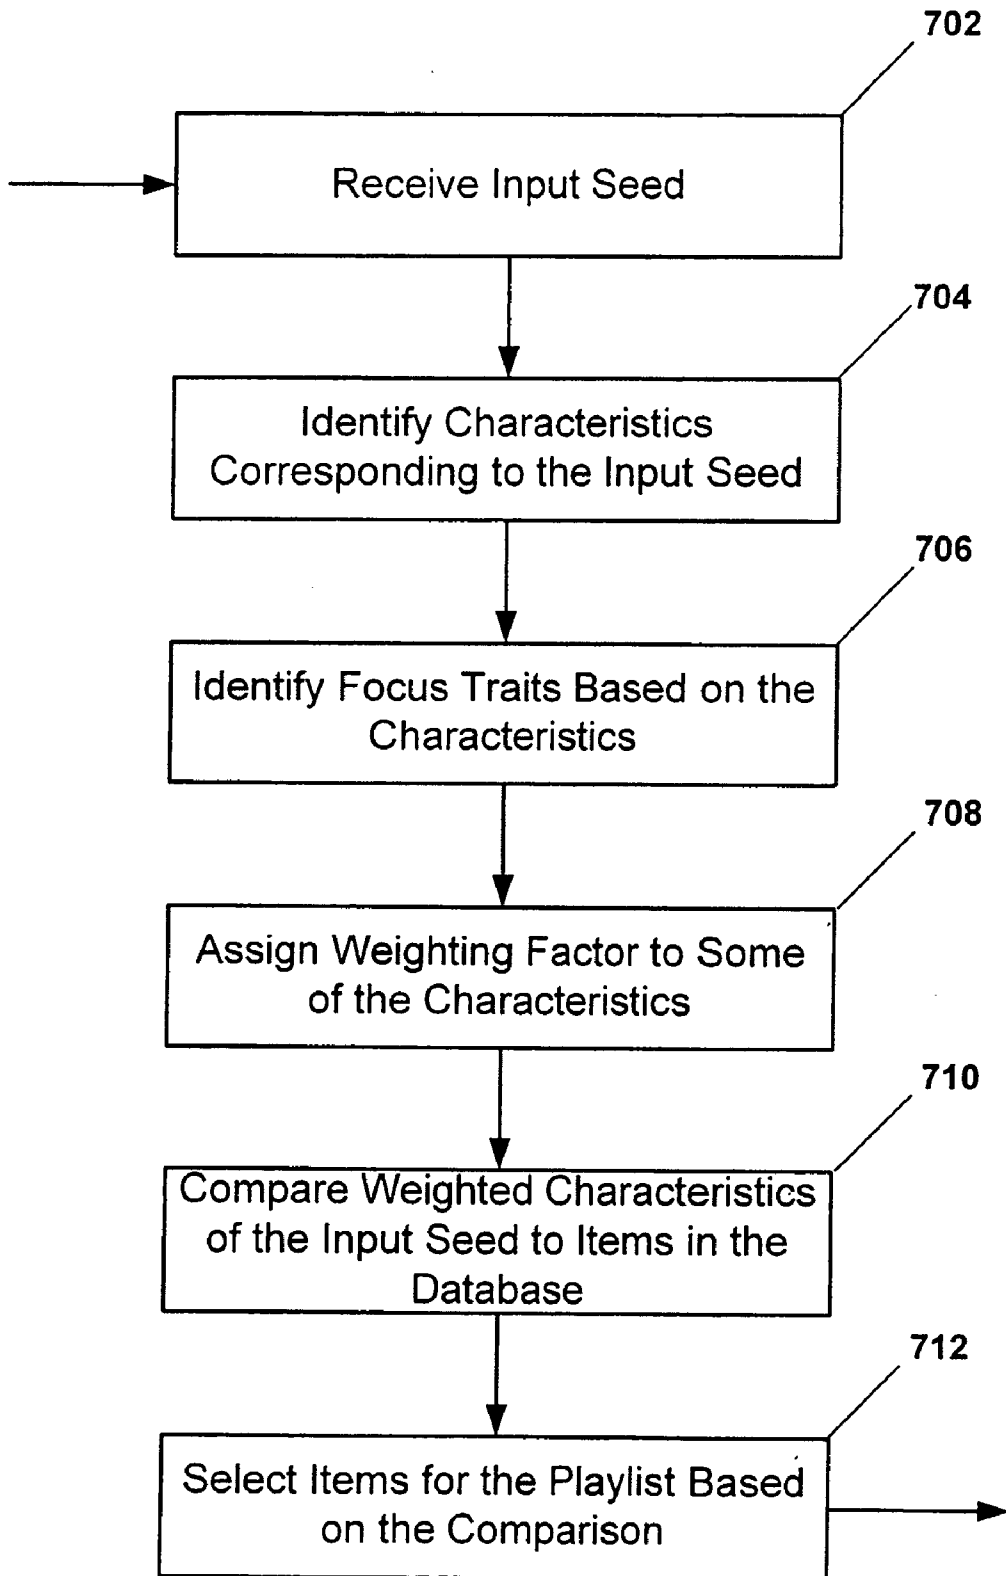 702
Receive Input Seed
704
Identify Characteristics
Corresponding to the Input Seed
706
Identify Focus Traits Based on the
Characteristics
708
Assign Weighting Factor to Some
of the Characteristics
710
Compare Weighted Characteristics
of the Input Seed to Items in the
Database
712
Select Items for the Playlist Based
on the Comparison